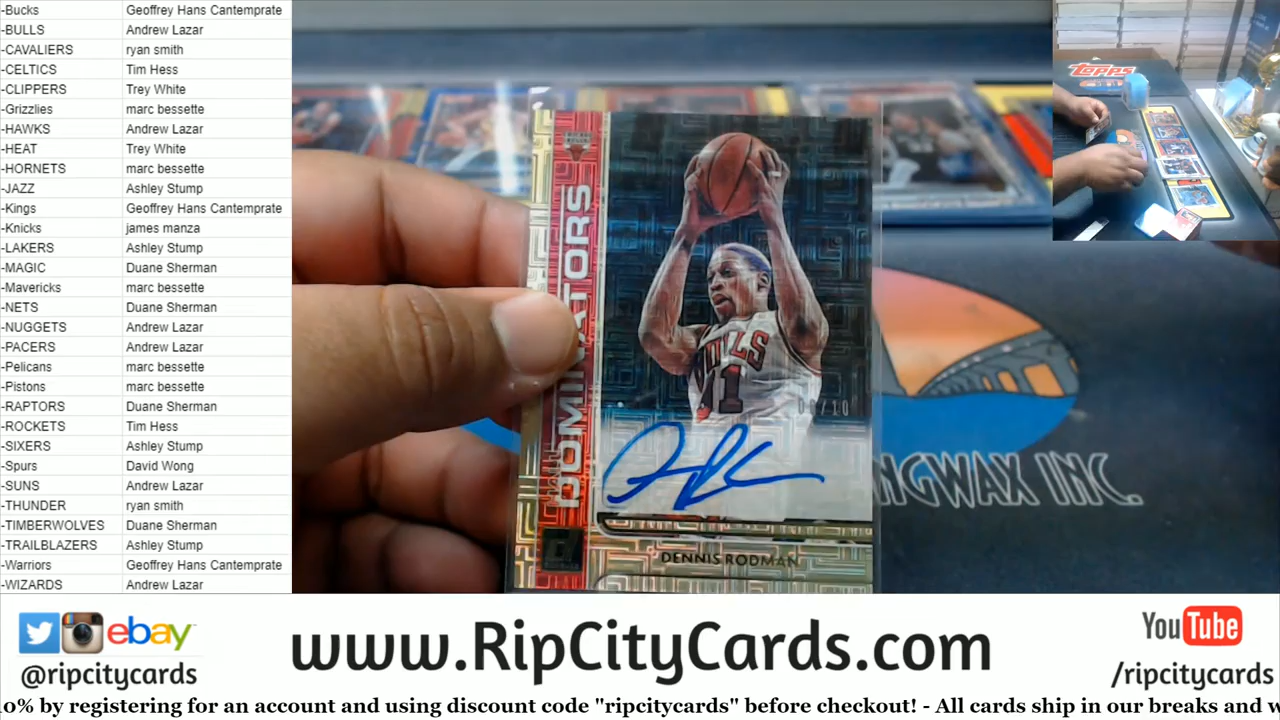 -Bucks Geoffrey Hans Cantemprate
-BULLS Andrew Lazar
-CAVALIERS ryan smith
-CELTICS Tim Hess
-CLIPPERS Trey White
-Grizzlies marc bessette
-HAWKS Andrew Lazar
-HEAT Trey White
-HORNETS marc bessette
-JAZZ Ashley Stump
-Kings Geoffrey Hans Cantemprate
-Knicks james manza
-LAKERS Ashley Stump
-MAGIC Duane Sherman
-Mavericks marc bessette
-NETS Duane Sherman
-NUGGETS Andrew Lazar
-PACERS Andrew Lazar
-Pelicans marc bessette
-Pistons marc bessette
-RAPTORS Duane Sherman
-ROCKETS Tim Hess
-SIXERS Ashley Stump
-Spurs David Wong
-SUNS Andrew Lazar
-THUNDER ryan smith
-TIMBERWOLVES Duane Sherman
-TRAILBLAZERS Ashley Stump
-Warriors Geoffrey Hans Cantemprate
-WIZARDS Andrew Lazar
DOMINATORS
DENNIS RODMAN
NGWAX INC.
Topps
ebay
@ripcitycards
www.RipCityCards.com
YouTube
/ripcitycards
0% by registering for an account and using discount code "ripcitycards" before checkout! - All cards ship in our breaks and w